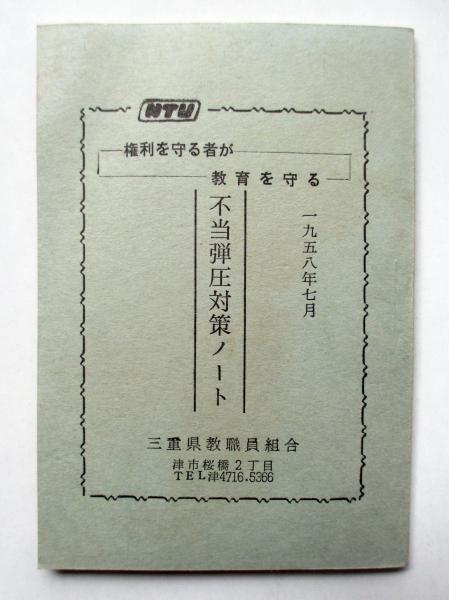 MTU
権利を守る者が
教育を守る
一九五八年七月
不当弾圧対策ノート
三重県教職員組合
津市桜橋2丁目
TEL津4716.5366